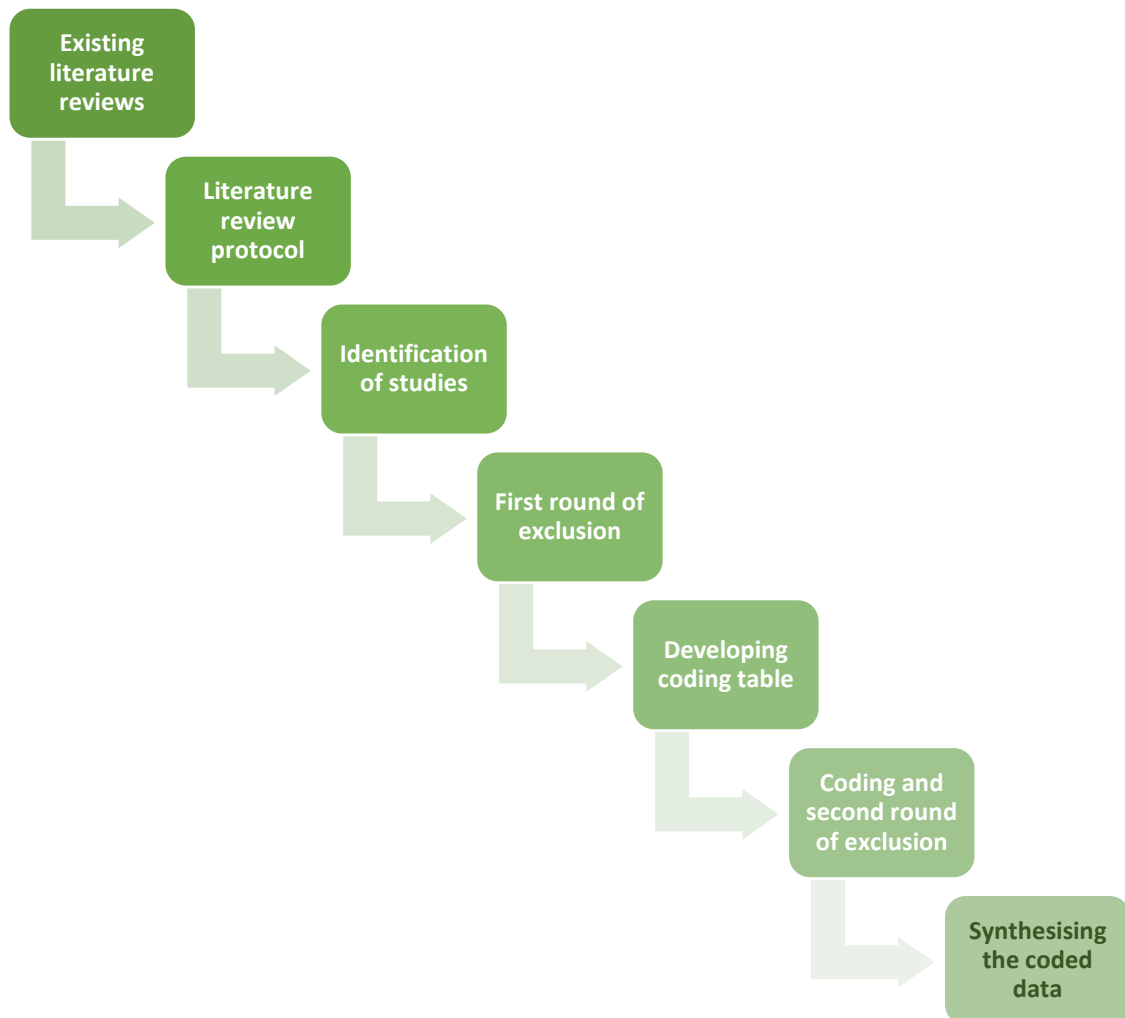 Existing
literature
reviews
Literature
review
protocol
Identification
of studies
First round of
exclusion
Developing
coding table
Coding and
second round
of exclusion
Synthesising
the coded
data